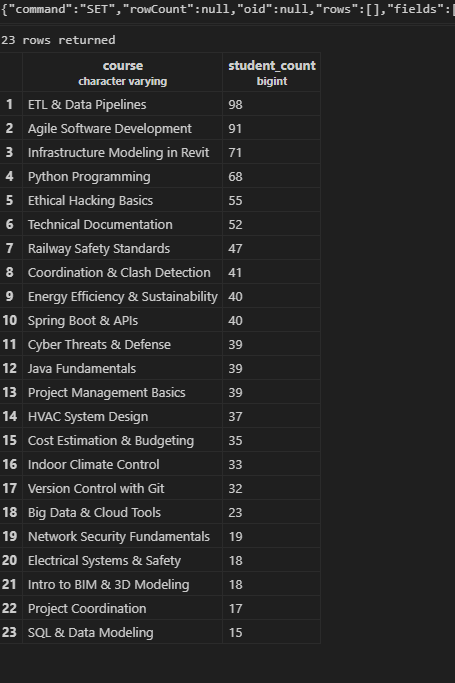 {"command":"SET","rowCount":null,"oid":null,"rows":[],"fields":[
23 rows returned
course student_count
character varying bigint
1 ETL & Data Pipelines 98
2 Agile Software Development 91
3 Infrastructure Modeling in Revit 71
4 Python Programming 68
5 Ethical Hacking Basics 55
6 Technical Documentation 52
7 Railway Safety Standards 47
8 Coordination & Clash Detection 41
9 Energy Efficiency & Sustainability 40
10 Spring Boot & APIs 40
11 Cyber Threats & Defense 39
12 Java Fundamentals 39
13 Project Management Basics 39
14 HVAC System Design 37
15 Cost Estimation & Budgeting 35
16 Indoor Climate Control 33
17 Version Control with Git 32
18 Big Data & Cloud Tools 23
19 Network Security Fundamentals 19
20 Electrical Systems & Safety 18
21 Intro to BIM & 3D Modeling 18
22 Project Coordination 17
23 SQL & Data Modeling 15